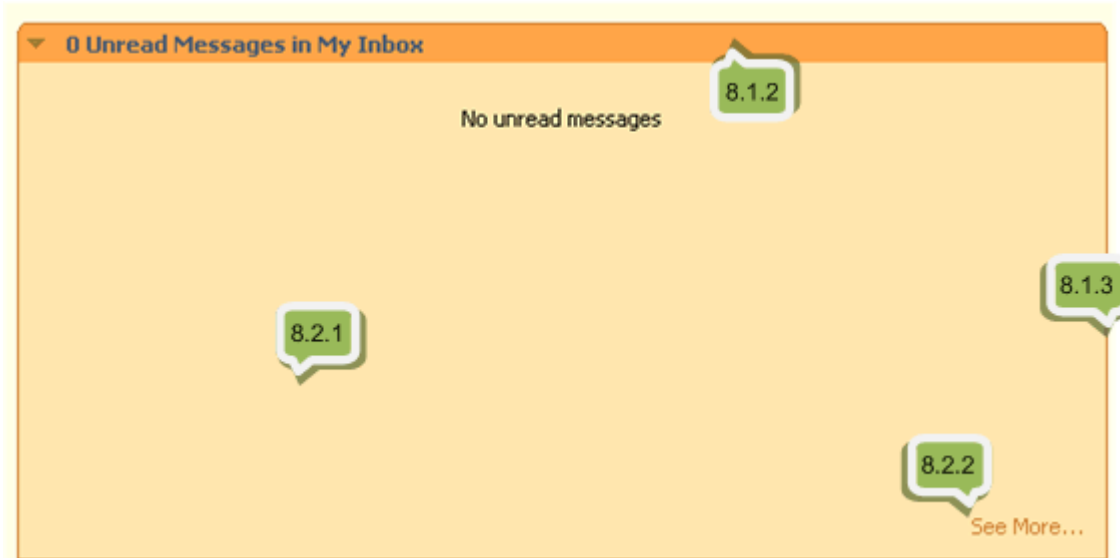 0 Unread Messages in My Inbox
8.1.2
No unread messages
8.1.3
8.2.1
8.2.2
See More...